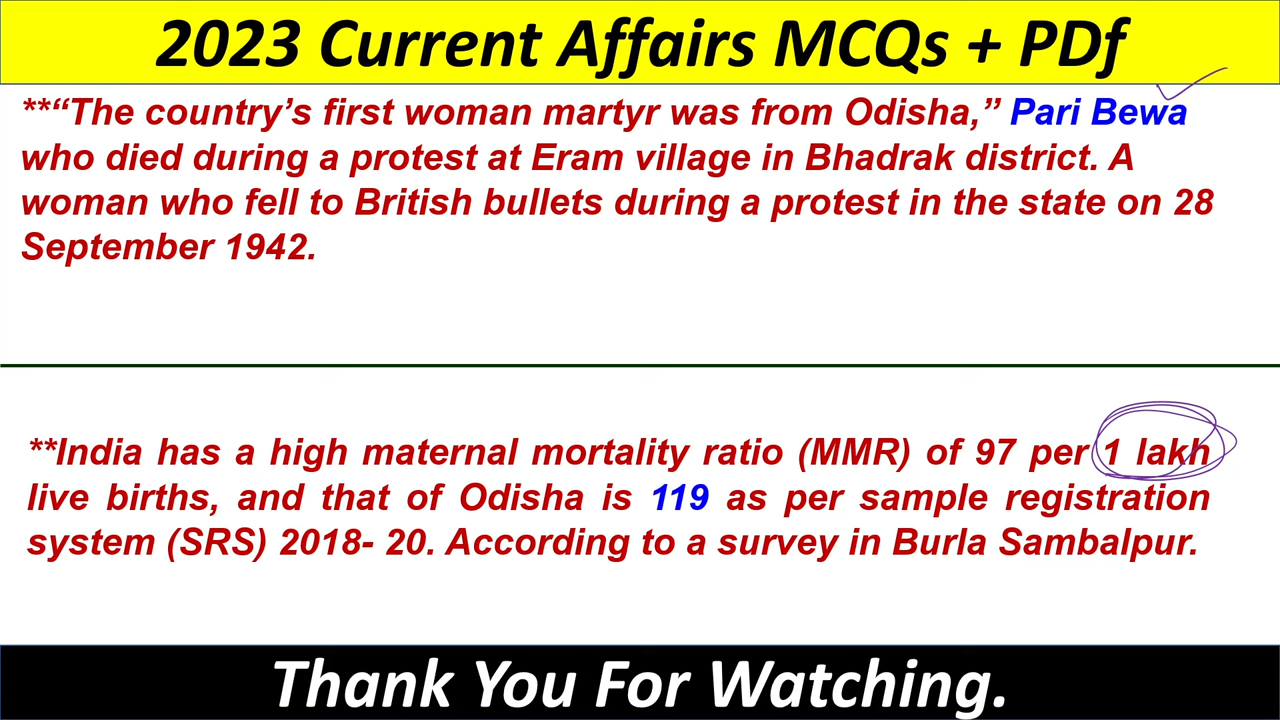 2023 Current Affairs MCQs + PDf
**“The country’s first woman martyr was from Odisha,” Pari Bewa
who died during a protest at Eram village in Bhadrak district. A
woman who fell to British bullets during a protest in the state on 28
September 1942.
**India has a high maternal mortality ratio (MMR) of 97 per 1 lakh
live births, and that of Odisha is 119 as per sample registration
system (SRS) 2018- 20. According to a survey in Burla Sambalpur.
Thank You For Watching.